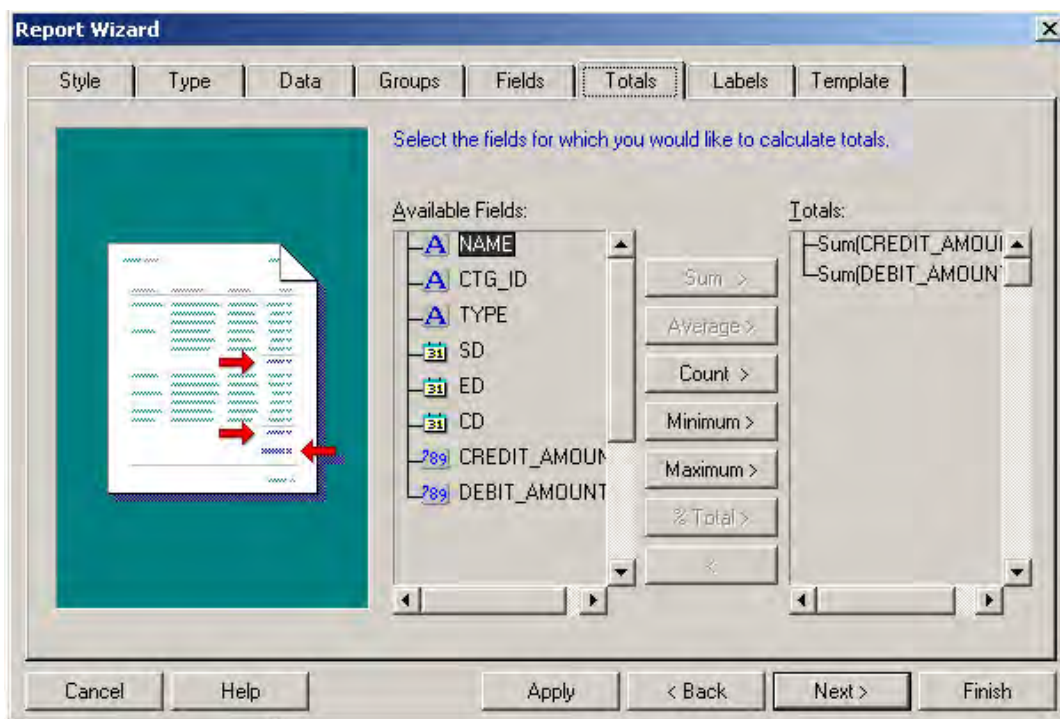 Report Wizard
Style Type Data Groups Fields Totals Labels Template
Select the fields for which you would like to calculate totals.
Available Fields:
Totals:
NAME
CTG_ID
TYPE
SD
ED
CD
CREDIT_AMOUN
DEBIT_AMOUNT
Sum >
Average >
Count >
Minimum >
Maximum >
% Total >
<
Sum(CREDIT_AMOUI
Sum(DEBIT_AMOUNT
Cancel Help Apply < Back Next > Finish